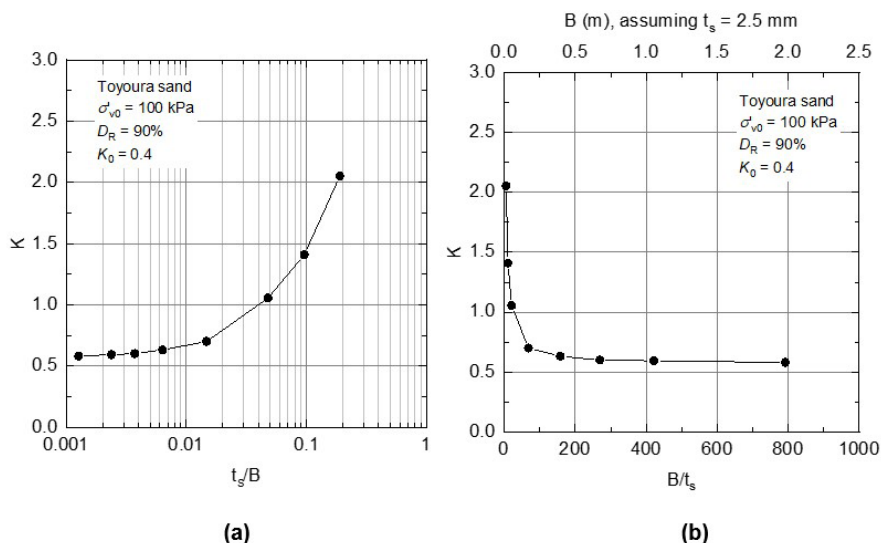 3.0
2.5
2.0
1.5
1.0
0.5
0.0
K
Toyoura sand
σ'v0 = 100 kPa
DR = 90%
K0 = 0.4
0.001 0.01 0.1 1
ts/B
(a)
B (m), assuming ts = 2.5 mm
0.0 0.5 1.0 1.5 2.0 2.5
3.0
2.5
2.0
1.5
1.0
0.5
0.0
K
Toyoura sand
σ'v0 = 100 kPa
DR = 90%
K0 = 0.4
0 200 400 600 800 1000
B/ts
(b)